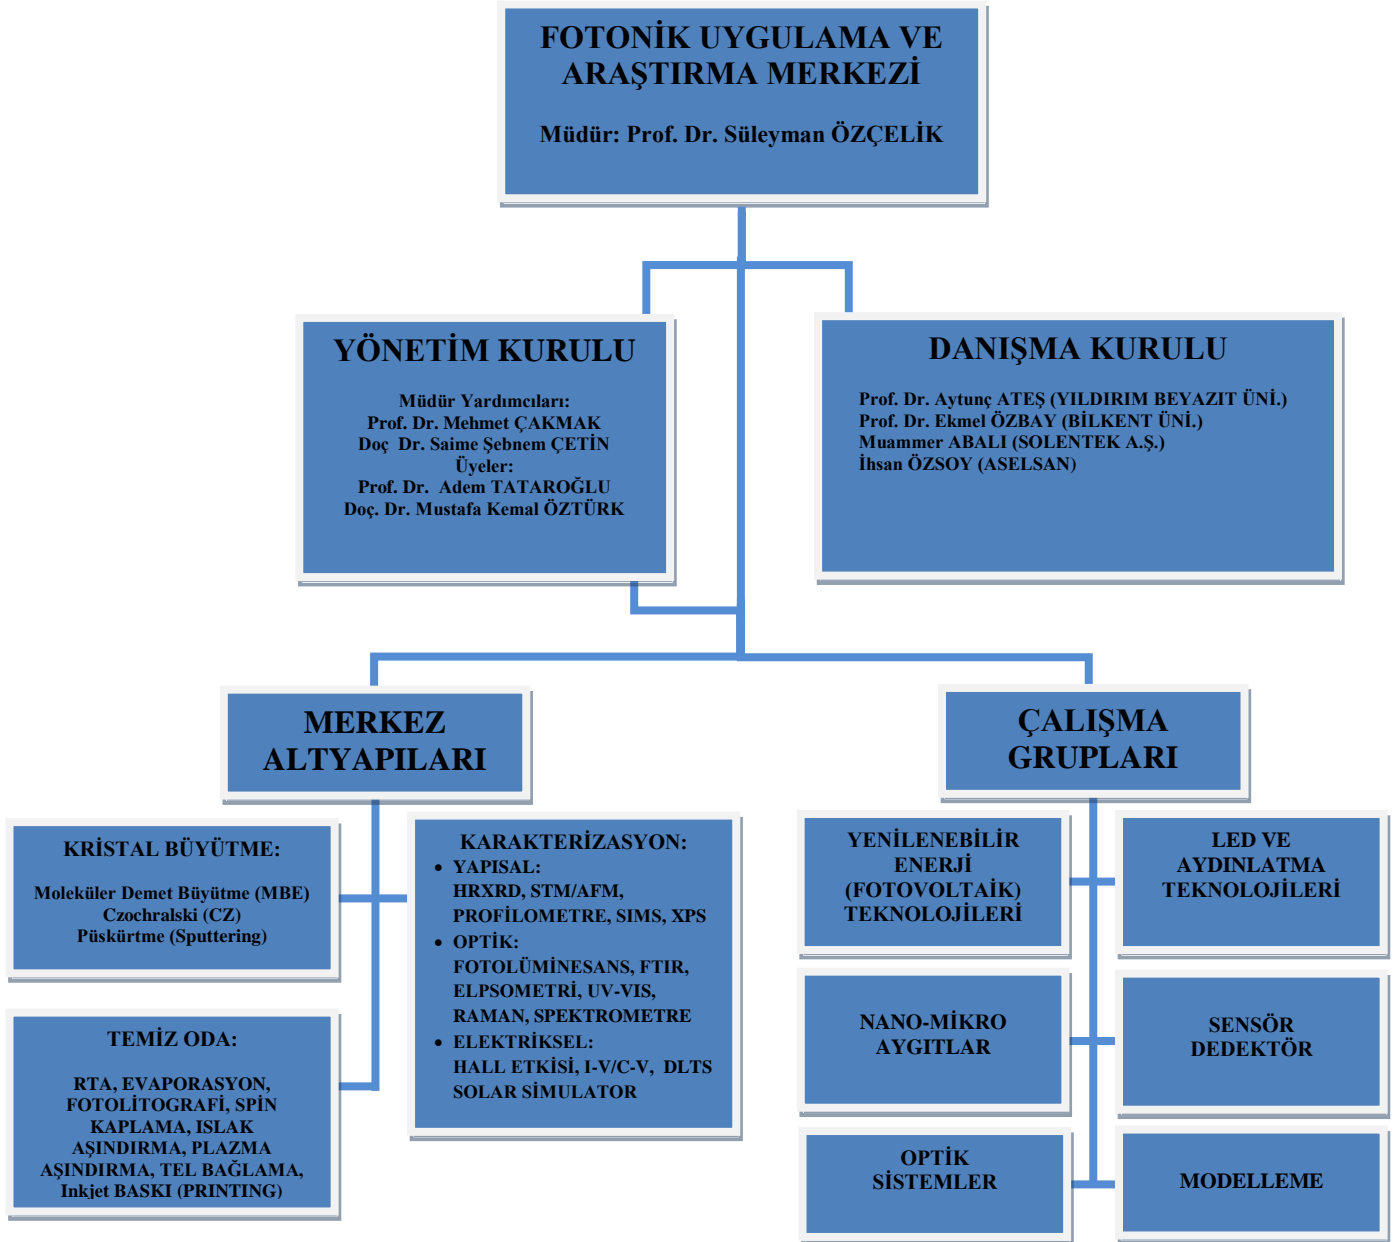 FOTONİK UYGULAMA VE
ARAŞTIRMA MERKEZİ
Müdür: Prof. Dr. Süleyman ÖZÇELİK
YÖNETİM KURULU
Müdür Yardımcıları:
Prof. Dr. Mehmet ÇAKMAK
Doç  Dr. Saime Şebnem ÇETİN
Üyeler:
Prof. Dr.  Adem TATAROĞLU
Doç. Dr. Mustafa Kemal ÖZTÜRK
DANIŞMA KURULU
Prof. Dr. Aytunç ATEŞ (YILDIRIM BEYAZIT ÜNİ.)
Prof. Dr. Ekmel ÖZBAY (BİLKENT ÜNİ.)
Muammer ABALI (SOLENTEK A.Ş.)
İhsan ÖZSOY (ASELSAN)
MERKEZ
ALTYAPILARI
KRİSTAL BÜYÜTME:
Moleküler Demet Büyütme (MBE)
Czochralski (CZ)
Püskürtme (Sputtering)
TEMİZ ODA:
RTA, EVAPORASYON,
FOTOLİTOGRAFİ, SPİN
KAPLAMA, ISLAK
AŞINDIRMA, PLAZMA
AŞINDIRMA, TEL BAĞLAMA,
Inkjet BASKI (PRINTING)
KARAKTERİZASYON:
• YAPISAL:
HRXRD, STM/AFM,
PROFİLOMETRE, SIMS, XPS
• OPTİK:
FOTOLÜMİNESANS, FTIR,
ELPSOMETRİ, UV-VIS,
RAMAN, SPEKTROMETRE
• ELEKTRİKSEL:
HALL ETKİSİ, I-V/C-V,  DLTS
SOLAR SİMULATOR
ÇALIŞMA
GRUPLARI
YENİLENEBİLİR
ENERJİ
(FOTOVOLTAİK)
TEKNOLOJİLERİ
LED VE
AYDINLATMA
TEKNOLOJİLERİ
NANO-MİKRO
AYGITLAR
SENSÖR
DEDEKTÖR
OPTİK
SİSTEMLER
MODELLEME